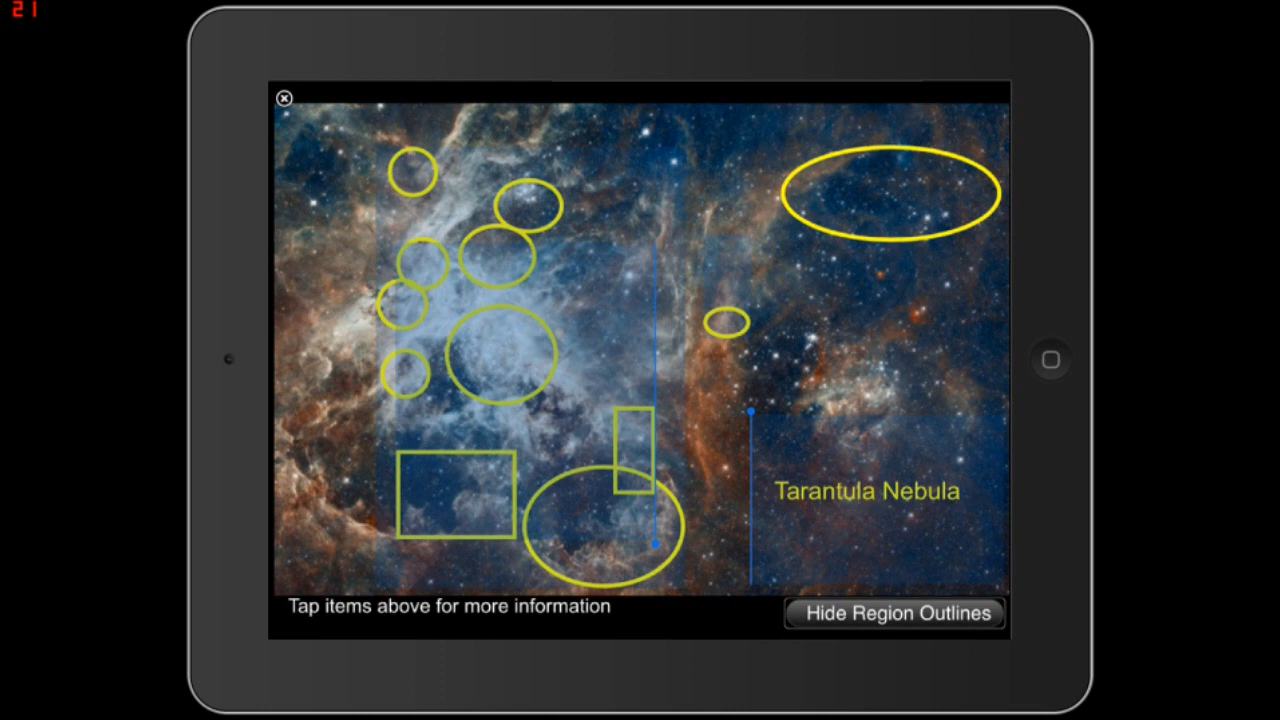 21
Tarantula Nebula
Tap items above for more information
Hide Region Outlines